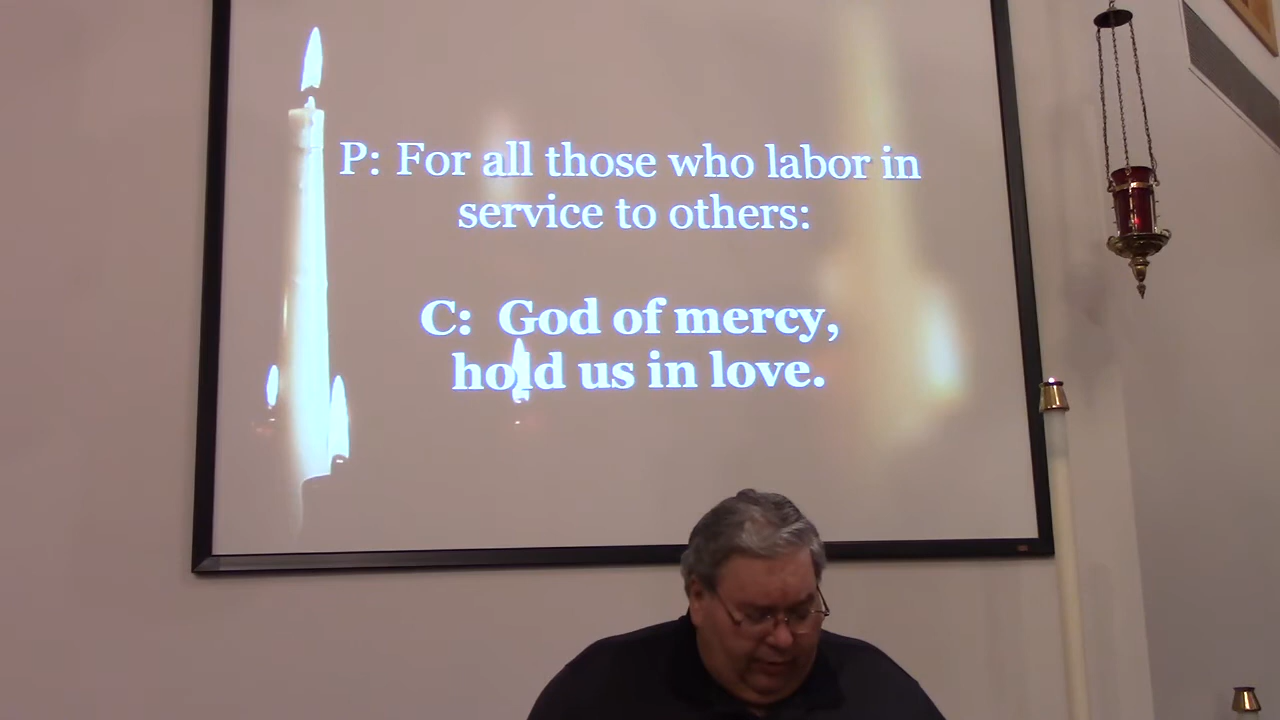 P: For all those who labor in
service to others:
C: God of mercy,
hold us in love.